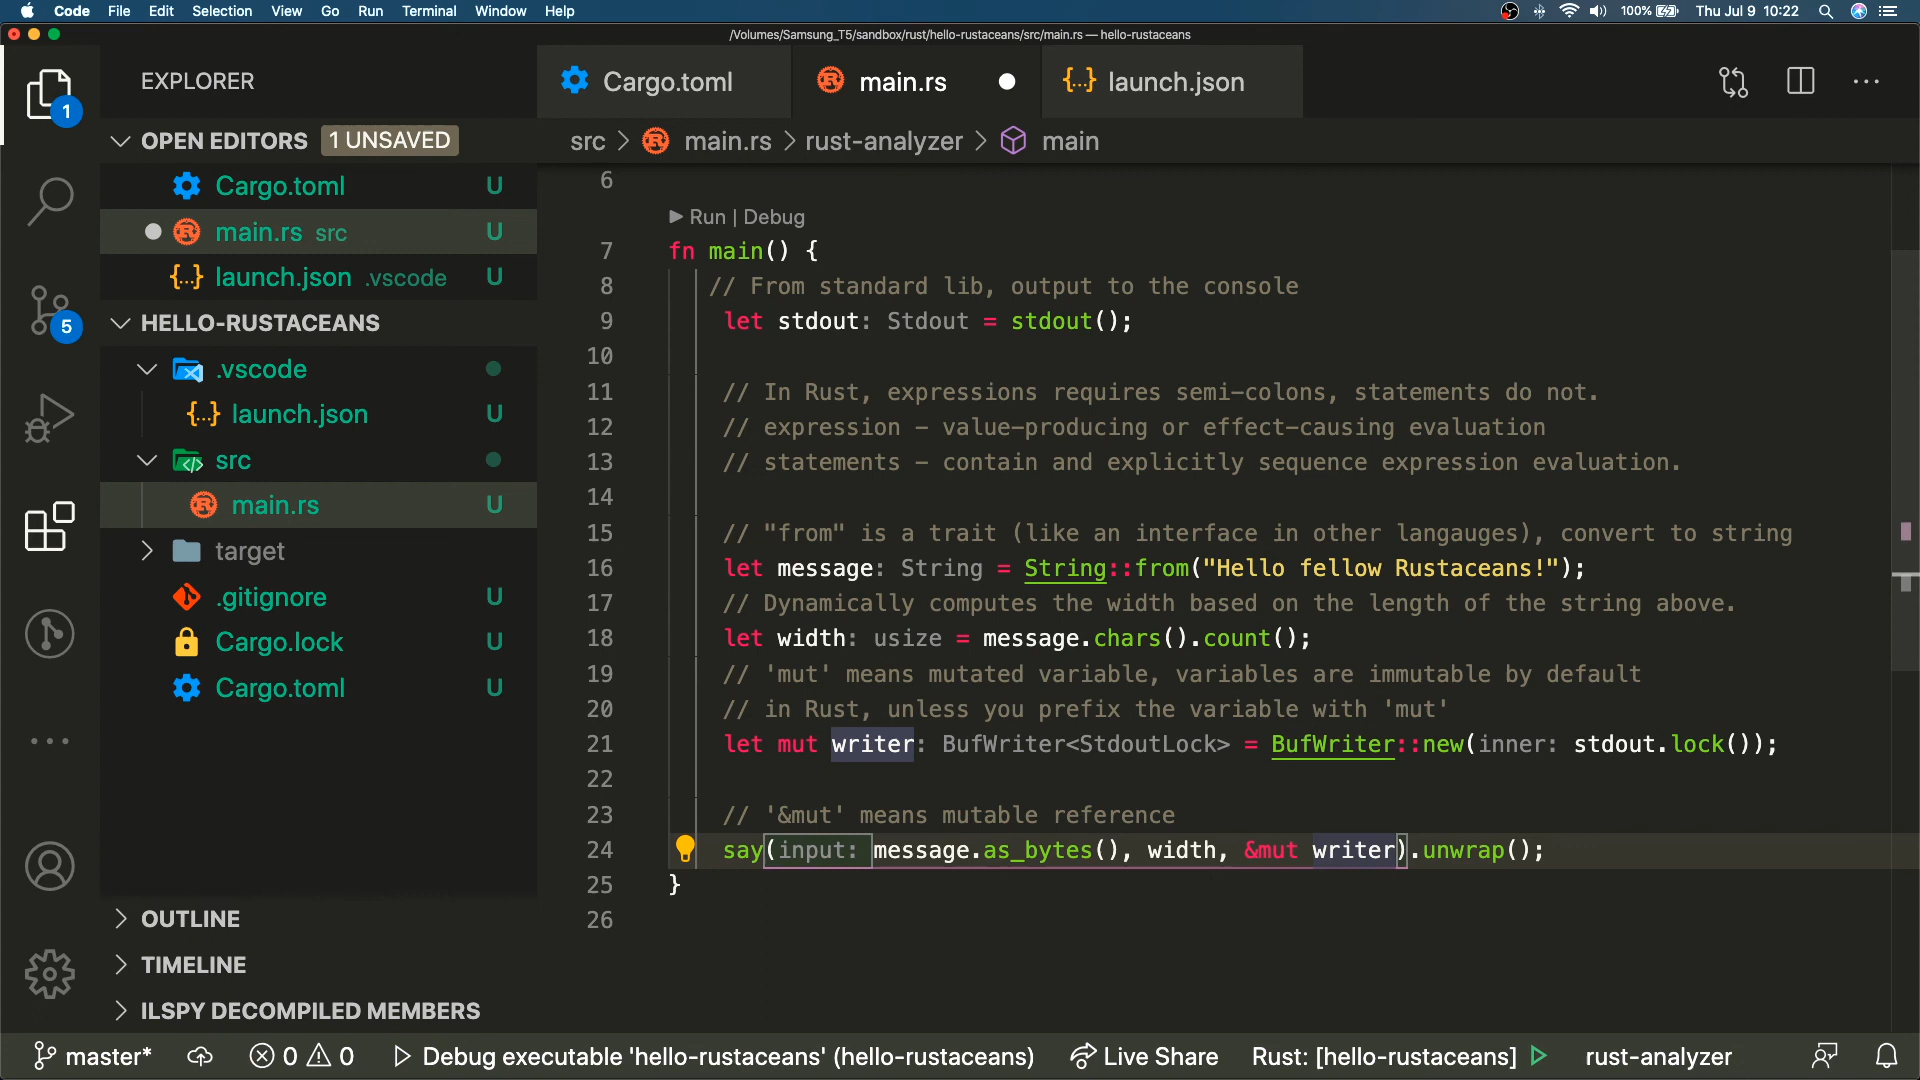 Code File Edit Selection View Go Run Terminal Window Help 100% Thu Jul 9 10:22
/Volumes/Samsung_T5/sandbox/rust/hello-rustaceans/src/main.rs — hello-rustaceans
EXPLORER
Cargo.toml main.rs {..} launch.json
1
OPEN EDITORS 1 UNSAVED
src > main.rs > rust-analyzer > main
Cargo.toml U
main.rs src U
{..} launch.json .vscode U
HELLO-RUSTACEANS
5
.vscode
{..} launch.json U
src
main.rs U
target
.gitignore U
Cargo.lock U
Cargo.toml U
OUTLINE
TIMELINE
ILSPY DECOMPILED MEMBERS
6
Run | Debug
7 fn main() {
8 // From standard lib, output to the console
9 let stdout: Stdout = stdout();
10
11 // In Rust, expressions requires semi-colons, statements do not.
12 // expression - value-producing or effect-causing evaluation
13 // statements - contain and explicitly sequence expression evaluation.
14
15 // "from" is a trait (like an interface in other langauges), convert to string
16 let message: String = String::from("Hello fellow Rustaceans!");
17 // Dynamically computes the width based on the length of the string above.
18 let width: usize = message.chars().count();
19 // 'mut' means mutated variable, variables are immutable by default
20 // in Rust, unless you prefix the variable with 'mut'
21 let mut writer: BufWriter<StdoutLock> = BufWriter::new(inner: stdout.lock());
22
23 // '&mut' means mutable reference
24 say(input: message.as_bytes(), width, &mut writer).unwrap();
25 }
26
master* 0 0 Debug executable 'hello-rustaceans' (hello-rustaceans) Live Share Rust: [hello-rustaceans] rust-analyzer